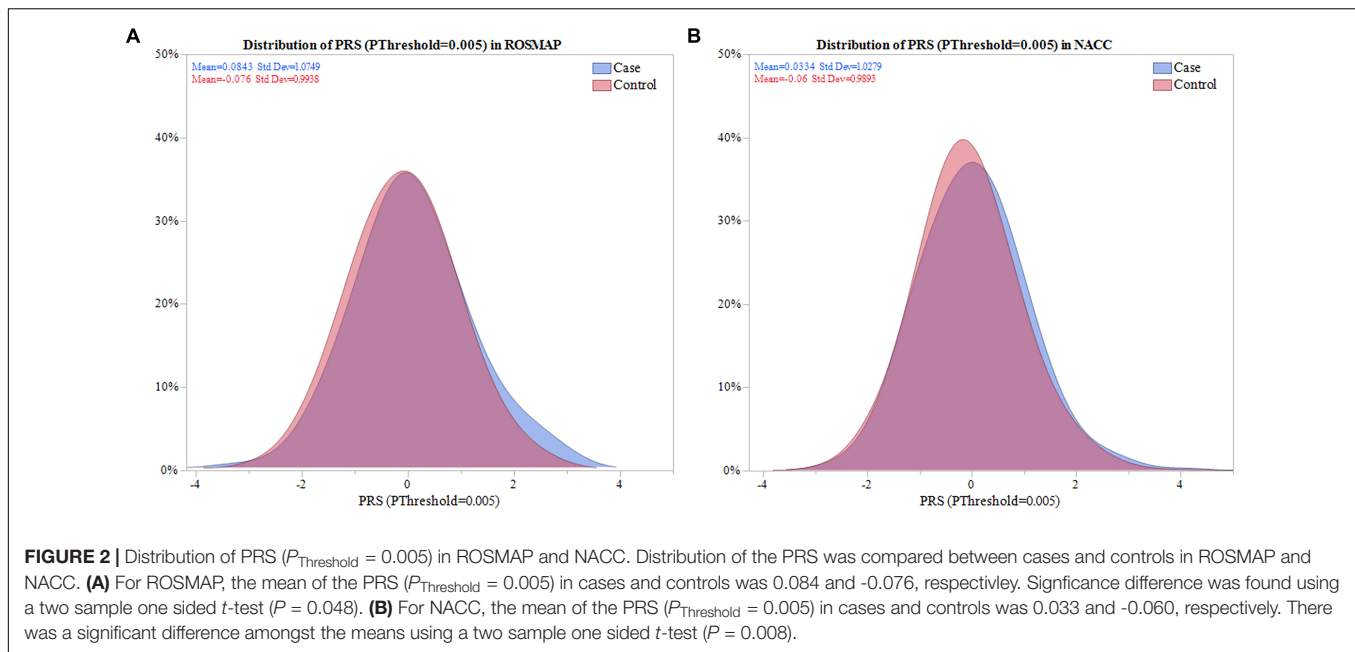 A
Distribution of PRS (PThreshold=0.005) in ROSMAP
50%
Mean=0.0843 Std Dev=1.0749
Mean=-0.076 Std Dev=0.9938
Case
Control
40%
30%
20%
10%
0%
-4 -2 0 2 4
PRS (PThreshold=0.005)
B
Distribution of PRS (PThreshold=0.005) in NACC
50%
Mean=0.0334 Std Dev=1.0279
Mean=-0.06 Std Dev=0.9893
Case
Control
40%
30%
20%
10%
0%
-4 -2 0 2 4
PRS (PThreshold=0.005)
FIGURE 2 | Distribution of PRS (PThreshold = 0.005) in ROSMAP and NACC. Distribution of the PRS was compared between cases and controls in ROSMAP and
NACC. (A) For ROSMAP, the mean of the PRS (PThreshold = 0.005) in cases and controls was 0.084 and -0.076, respectivley. Signficance difference was found using
a two sample one sided t-test (P = 0.048). (B) For NACC, the mean of the PRS (PThreshold = 0.005) in cases and controls was 0.033 and -0.060, respectively. There
was a significant difference amongst the means using a two sample one sided t-test (P = 0.008).